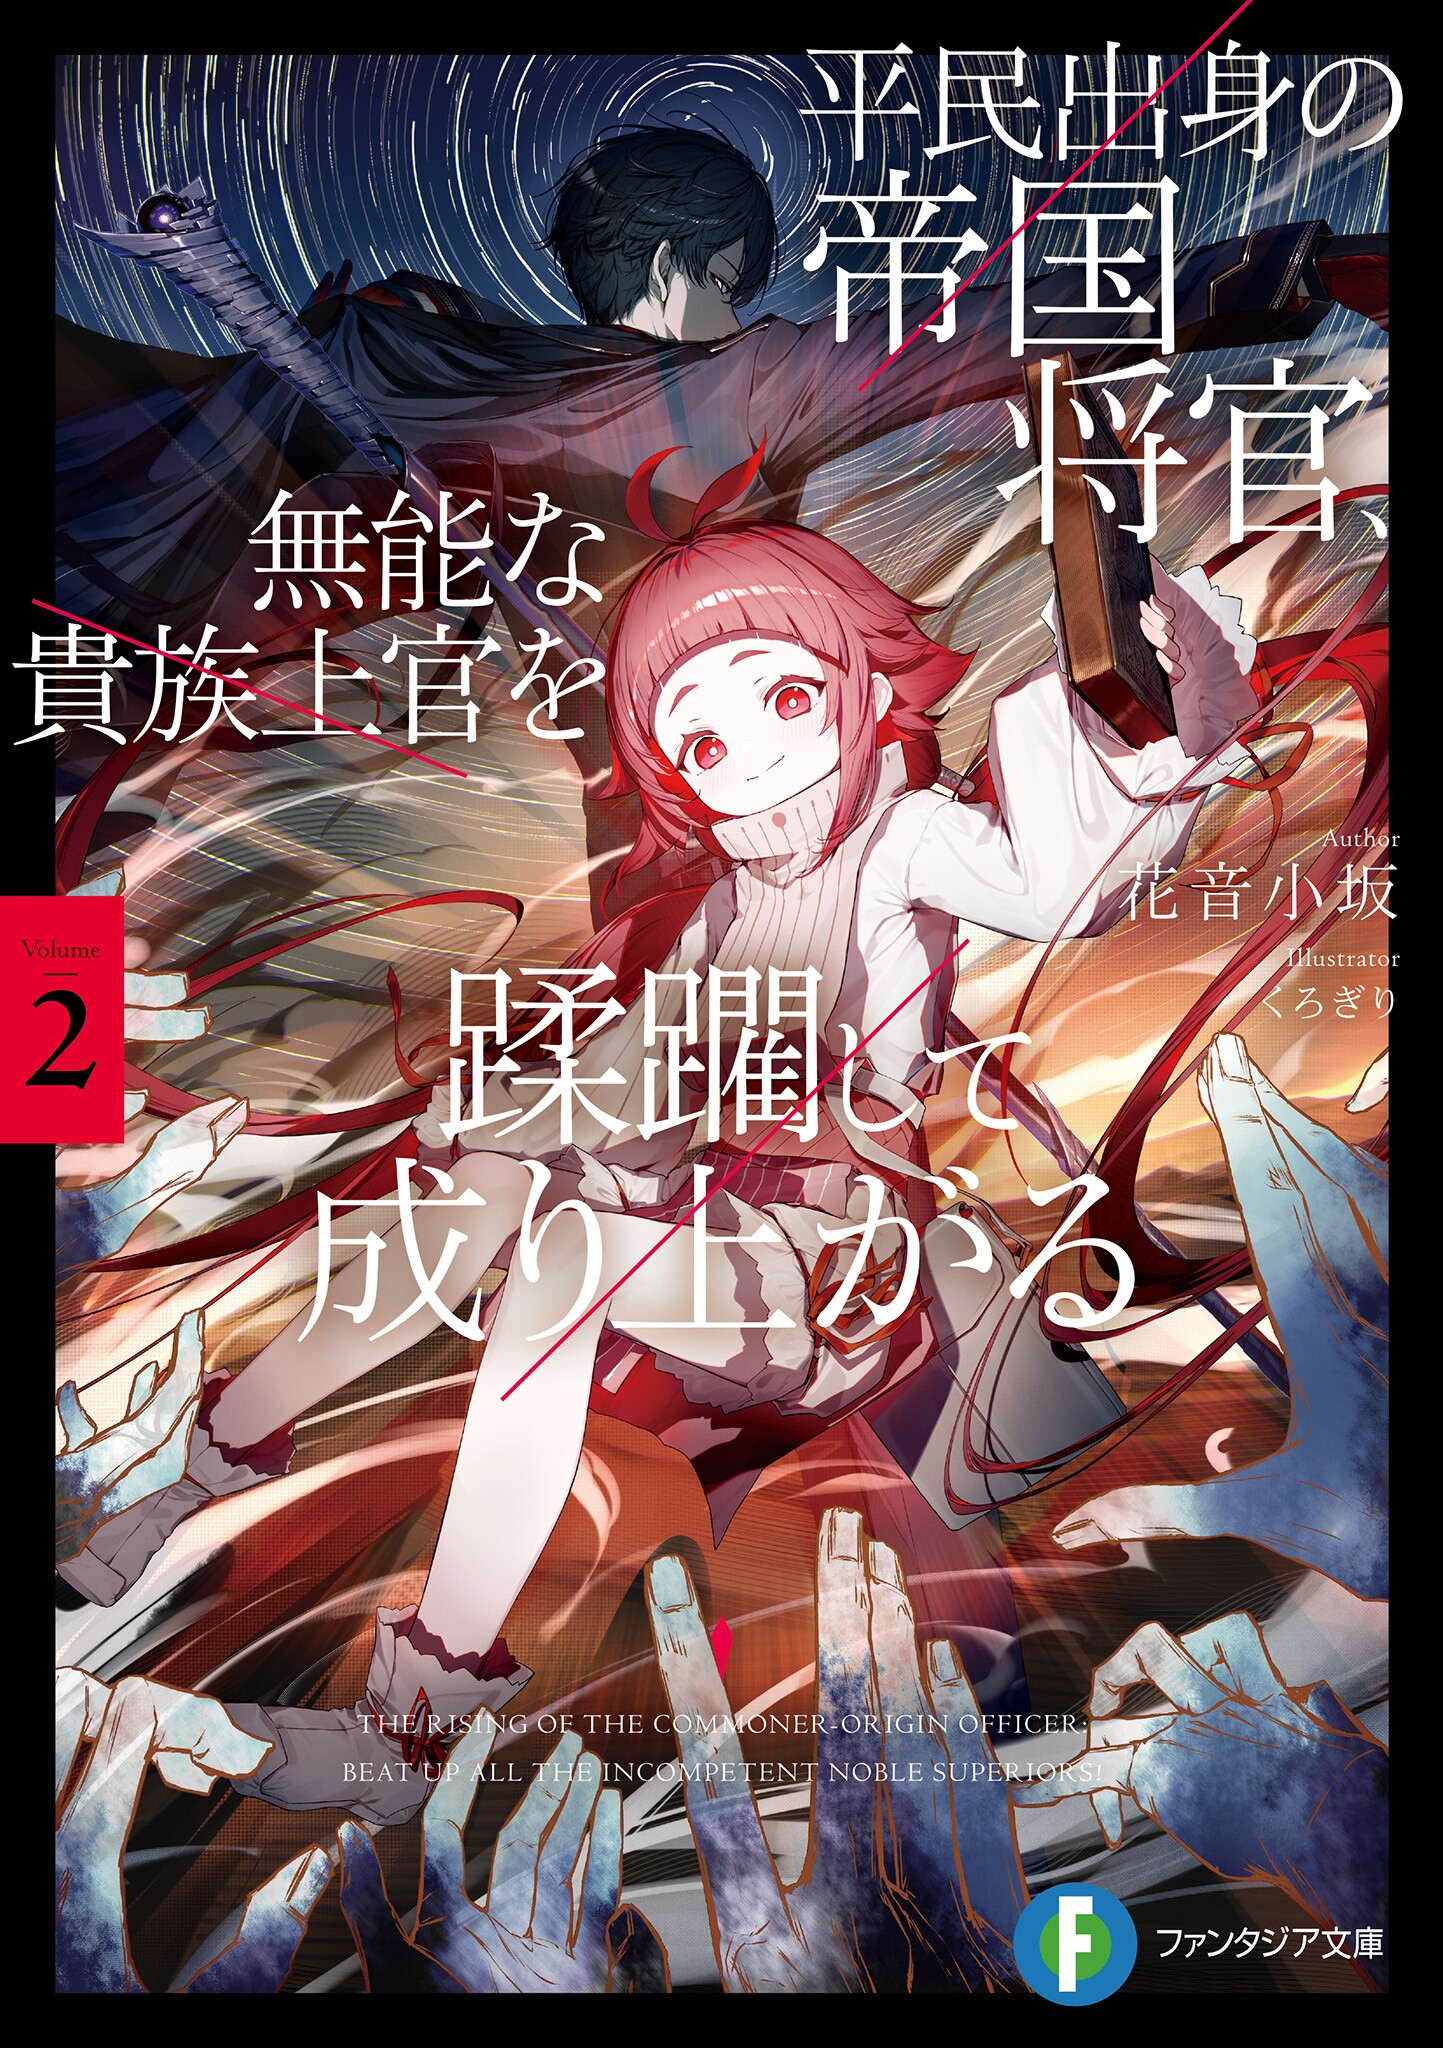 平民出身の
帝国
将官、
無能な
貴族上官を
蹂躙して
成り上がる
Author
花音小坂
Illustrator
くろぎり
Volume
2
THE RISING OF THE COMMONER-ORIGIN OFFICER:
BEAT UP ALL THE INCOMPETENT NOBLE SUPERIORS!
F
ファンタジア文庫